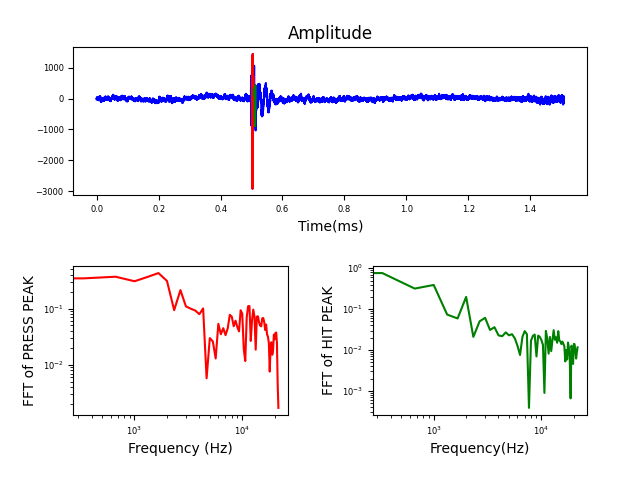 Amplitude
1000
0
−1000
−2000
−3000
0.0 0.2 0.4 0.6 0.8 1.0 1.2 1.4
Time(ms)
FFT of PRESS PEAK
10⁻¹
10⁻²
10³ 10⁴
Frequency (Hz)
FFT of HIT PEAK
10⁰
10⁻¹
10⁻²
10⁻³
10³ 10⁴
Frequency(Hz)